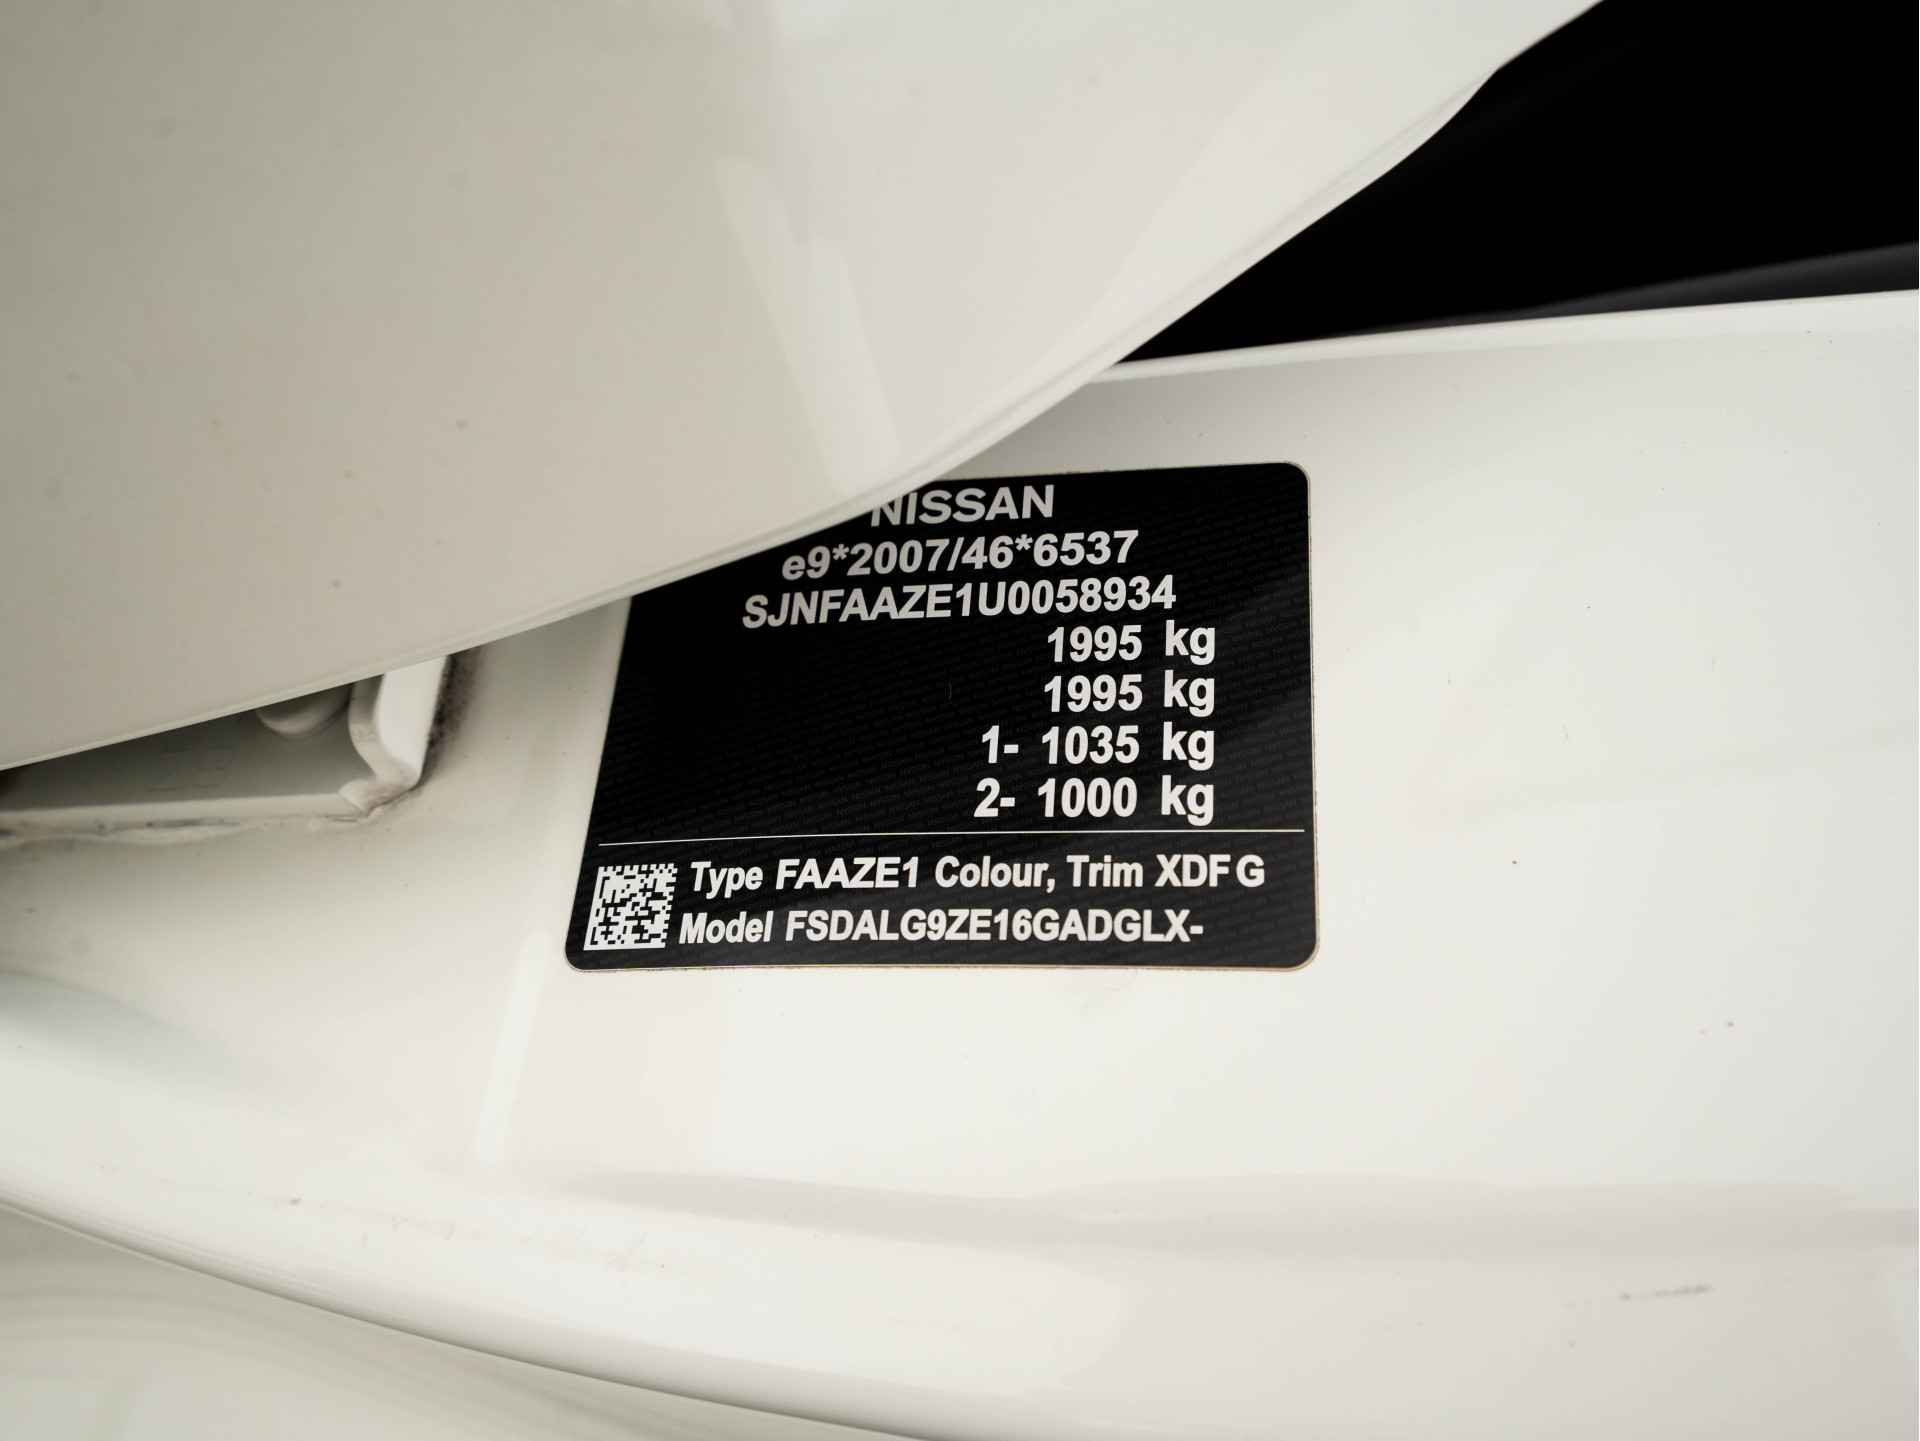 NISSAN
e9*2007/46*6537
SJNFAAZE1U0058934
1995 kg
1995 kg
1- 1035 kg
2- 1000 kg
Type FAAZE1 Colour, Trim XDF G
Model FSDALG9ZE16GADGLX-